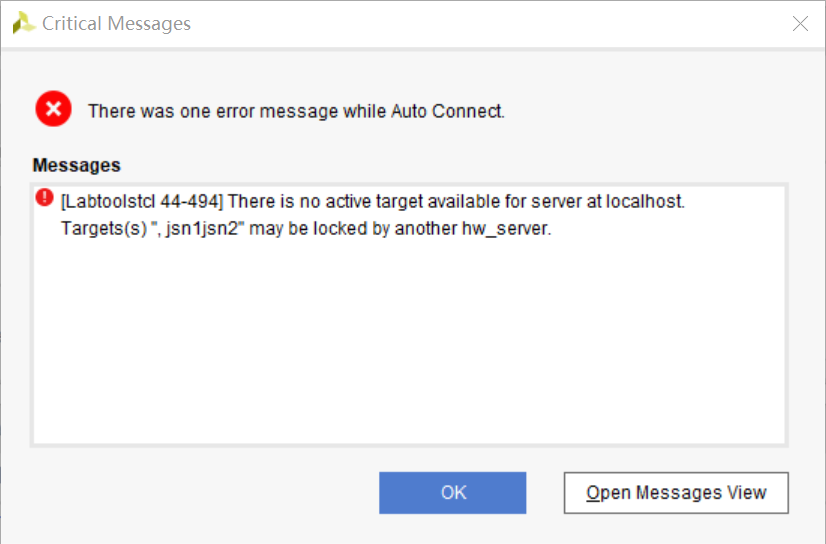 Critical Messages
There was one error message while Auto Connect.
Messages
[Labtoolstcl 44-494] There is no active target available for server at localhost.
Targets(s) ", jsn1jsn2" may be locked by another hw_server.
OK
Open Messages View